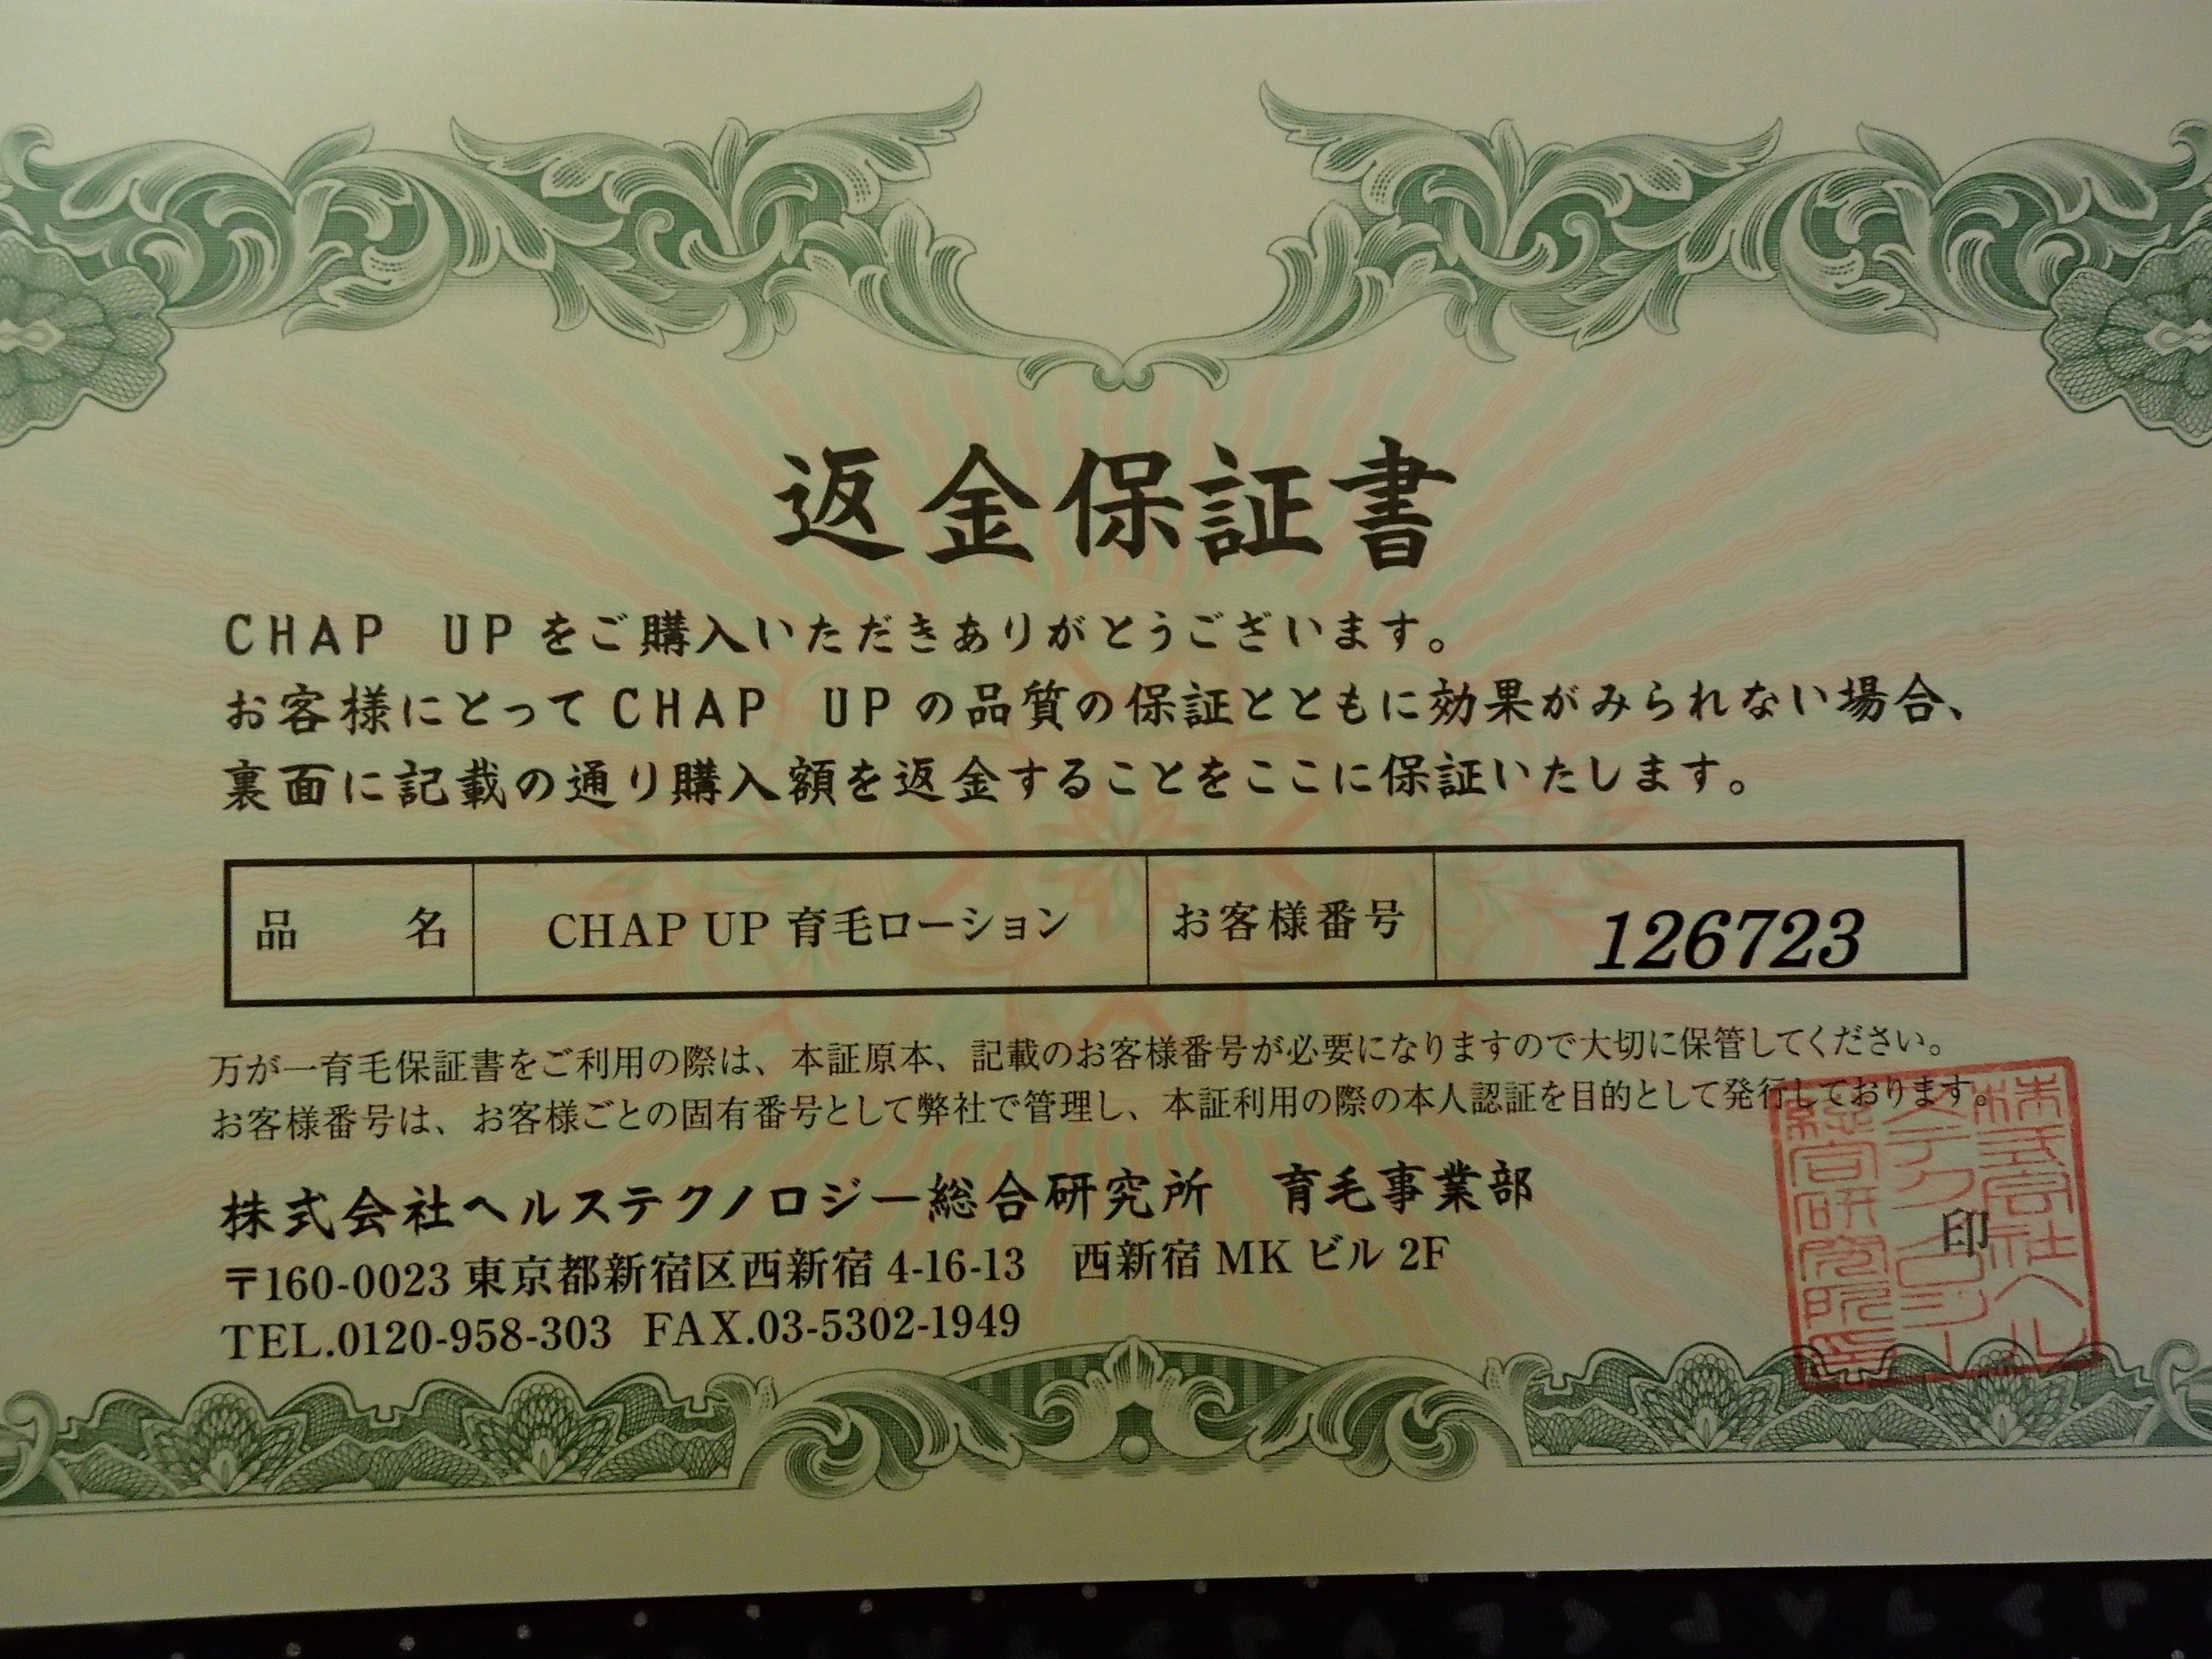 返金保証書
CHAP UPをご購入いただきありがとうございます。
お客様にとってCHAP UPの品質の保証とともに効果がみられない場合、
裏面に記載の通り購入額を返金することをここに保証いたします。
品名 CHAP UP 育毛ローション お客様番号 126723
万が一育毛保証書をご利用の際は、本証原本、記載のお客様番号が必要になりますので大切に保管してください。
お客様番号は、お客様ごとの固有番号として弊社で管理し、本証利用の際の本人認証を目的として発行しております。
株式会社ヘルステクノロジー総合研究所 育毛事業部
〒160-0023 東京都新宿区西新宿 4-16-13 西新宿 MK ビル 2F
TEL.0120-958-303 FAX.03-5302-1949
印
株式会社ヘル
ステクノロジー